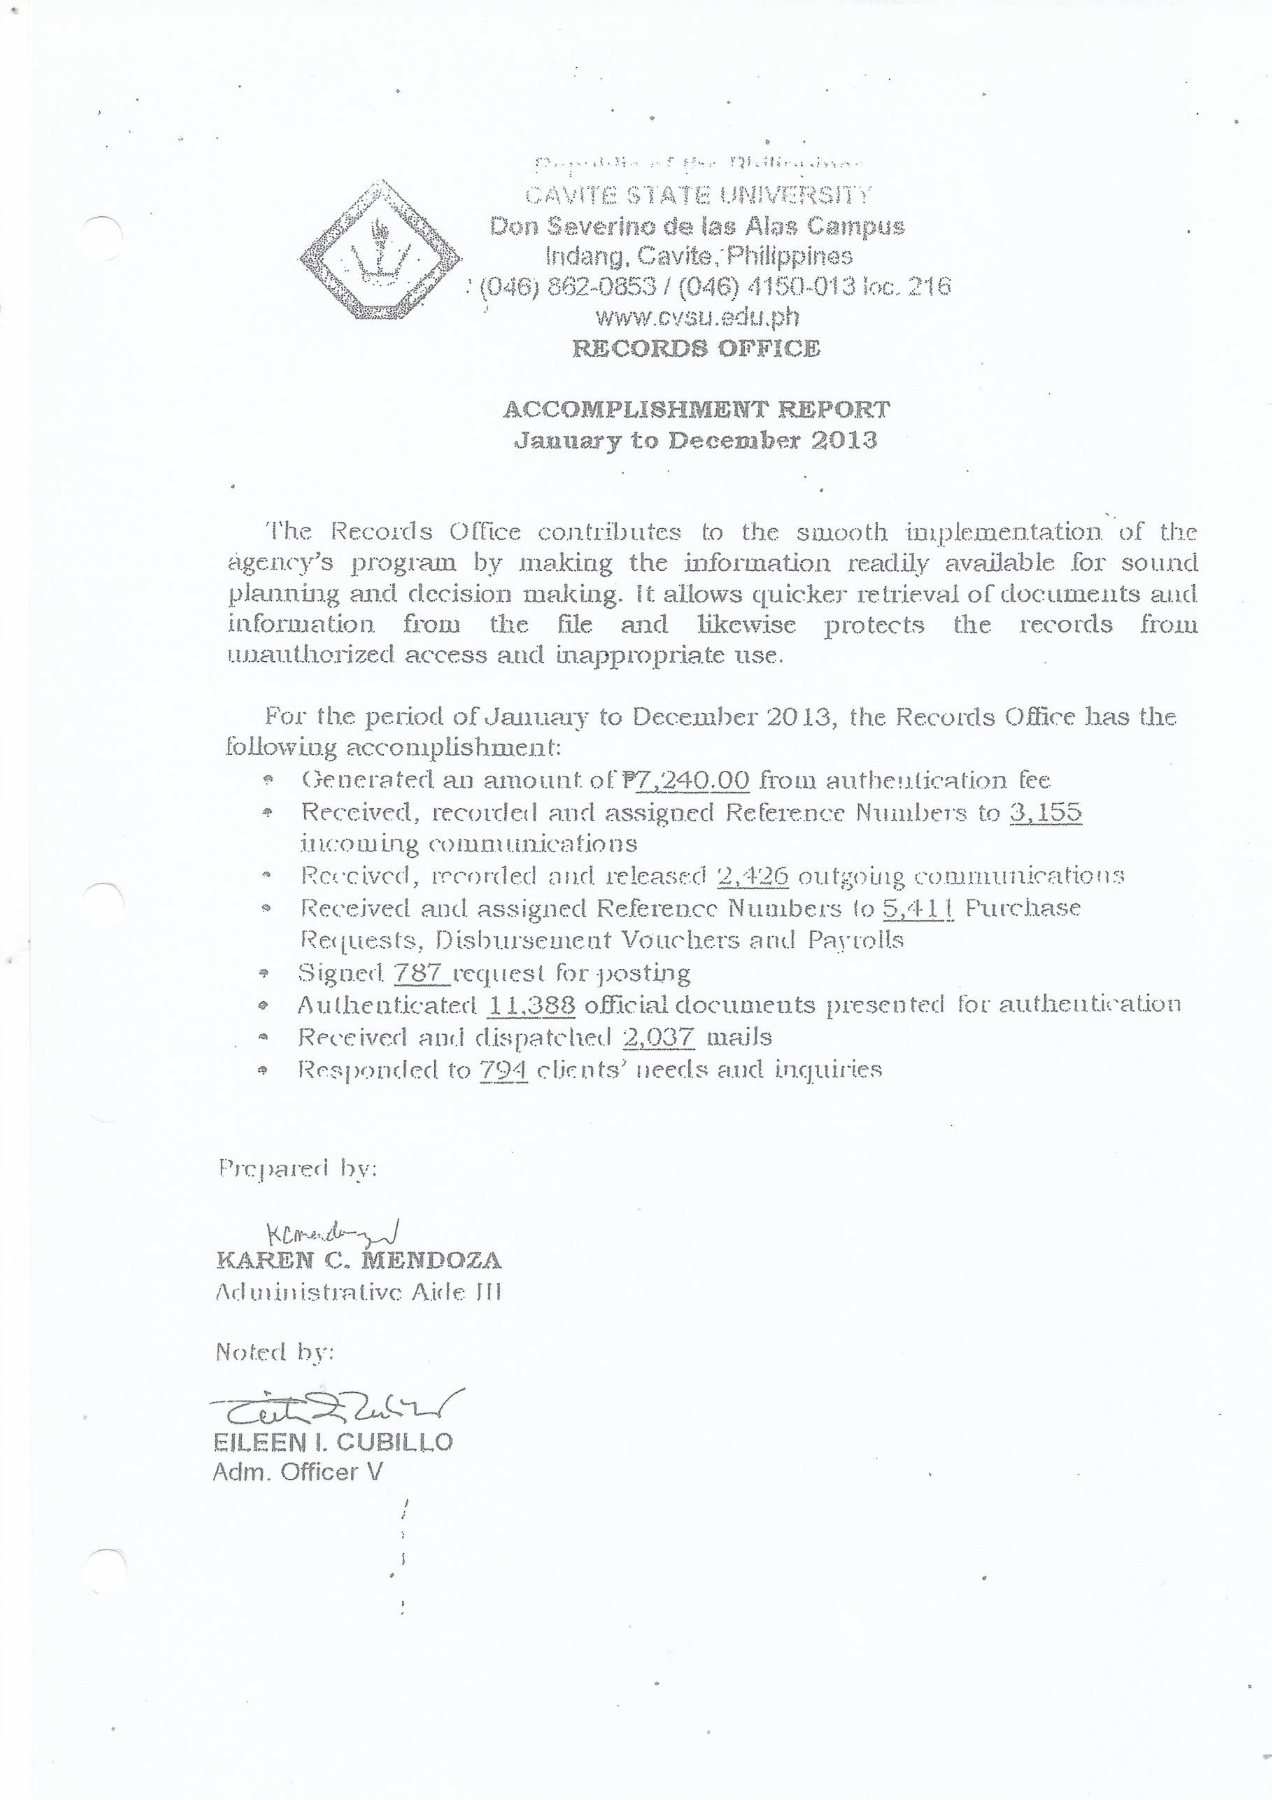 Republic of the Philippines
CAVITE STATE UNIVERSITY
Don Severino de las Alas Campus
Indang, Cavite, Philippines
(046) 862-0853 / (046) 4150-013 loc. 216
www.cvsu.edu.ph
RECORDS OFFICE
ACCOMPLISHMENT REPORT
January to December 2013
The Records Office contributes to the smooth implementation of the
agency's program by making the information readily available for sound
planning and decision making. It allows quicker retrieval of documents and
information from the file and likewise protects the records from
unauthorized access and inappropriate use.
For the period of January to December 2013, the Records Office has the
following accomplishment:
• Generated an amount of ₱7,240.00 from authentication fee
• Received, recorded and assigned Reference Numbers to 3,155
incoming communications
• Received, recorded and released 2,426 outgoing communications
• Received and assigned Reference Numbers to 5,411 Purchase
Requests, Disbursement Vouchers and Payrolls
• Signed 787 request for posting
• Authenticated 11,388 official documents presented for authentication
• Received and dispatched 2,037 mails
• Responded to 794 clients' needs and inquiries
Prepared by:
KCMendoza
KAREN C. MENDOZA
Administrative Aide III
Noted by:
EILEEN I. CUBILLO
Adm. Officer V